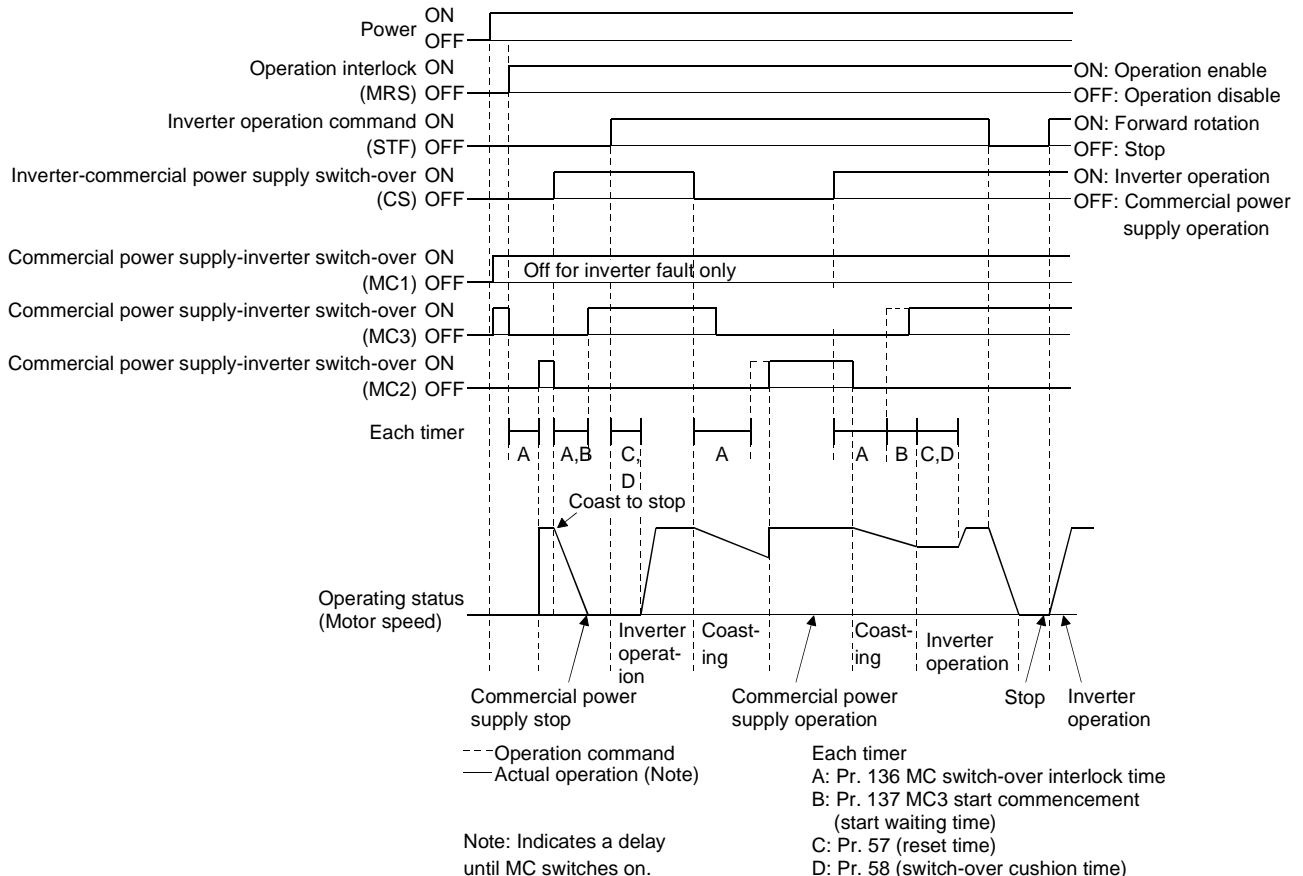 Power ON
OFF
Operation interlock ON
(MRS) OFF
ON: Operation enable
OFF: Operation disable
Inverter operation command ON
(STF) OFF
ON: Forward rotation
OFF: Stop
Inverter-commercial power supply switch-over ON
(CS) OFF
ON: Inverter operation
OFF: Commercial power
supply operation
Commercial power supply-inverter switch-over ON
(MC1) OFF
Off for inverter fault only
Commercial power supply-inverter switch-over ON
(MC3) OFF
Commercial power supply-inverter switch-over ON
(MC2) OFF
Each timer
A
A,B
C,
D
A
A
B
C,D
Coast to stop
Operating status
(Motor speed)
Inverter
operat-
ion
Coast-
ing
Coast-
ing
Inverter
operation
Commercial power
supply stop
Commercial power
supply operation
Stop
Inverter
operation
Operation command
Actual operation (Note)
Note: Indicates a delay
until MC switches on.
Each timer
A: Pr. 136 MC switch-over interlock time
B: Pr. 137 MC3 start commencement
(start waiting time)
C: Pr. 57 (reset time)
D: Pr. 58 (switch-over cushion time)